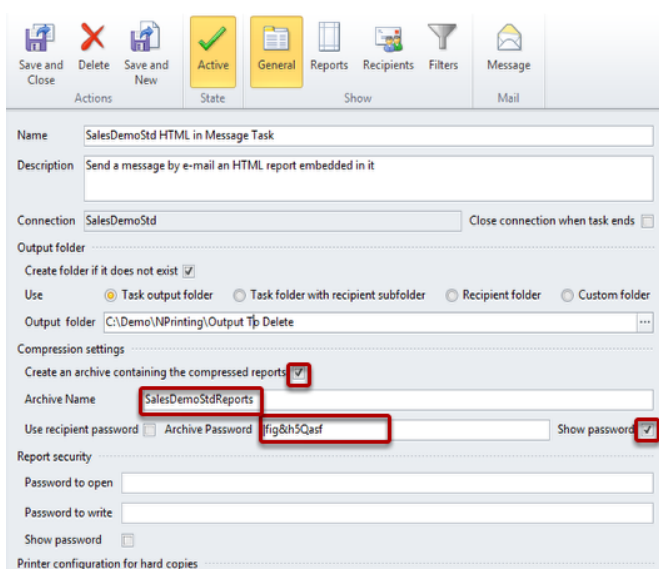 Save and Close
Delete
Save and New
Active
General
Reports
Recipients
Filters
Message
Actions
State
Show
Mail
Name SalesDemoStd HTML in Message Task
Description Send a message by e-mail an HTML report embedded in it
Connection SalesDemoStd Close connection when task ends
Output folder
Create folder if it does not exist
Use Task output folder Task folder with recipient subfolder Recipient folder Custom folder
Output folder C:\Demo\NPrinting\Output To Delete ...
Compression settings
Create an archive containing the compressed reports
Archive Name SalesDemoStdReports
Use recipient password Archive Password fig&h5Qasf Show password
Report security
Password to open
Password to write
Show password
Printer configuration for hard copies